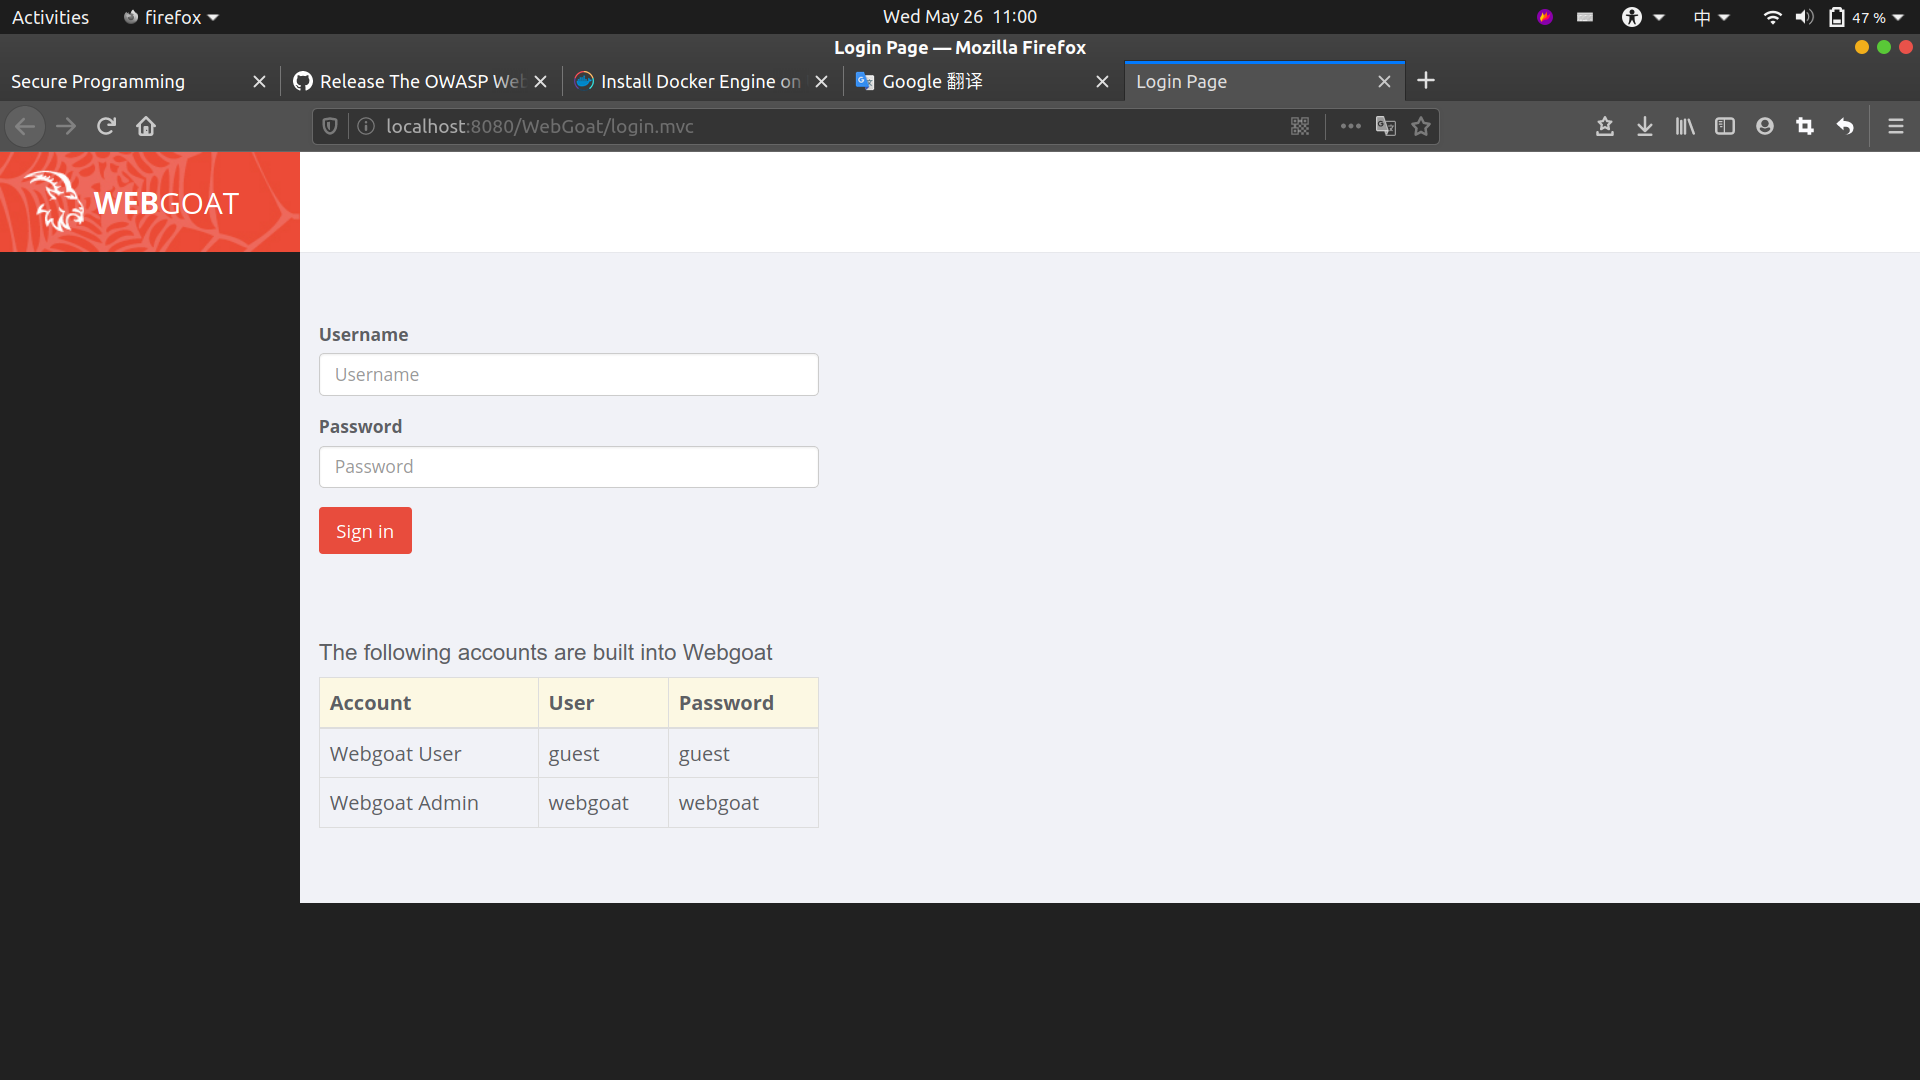 Activities firefox Wed May 26 11:00 中 47 %
Login Page — Mozilla Firefox
Secure Programming Release The OWASP We Install Docker Engine on Google 翻译 Login Page
localhost:8080/WebGoat/login.mvc
WEBGOAT
Username
Username
Password
Password
Sign in
The following accounts are built into Webgoat
Account User Password
Webgoat User guest guest
Webgoat Admin webgoat webgoat